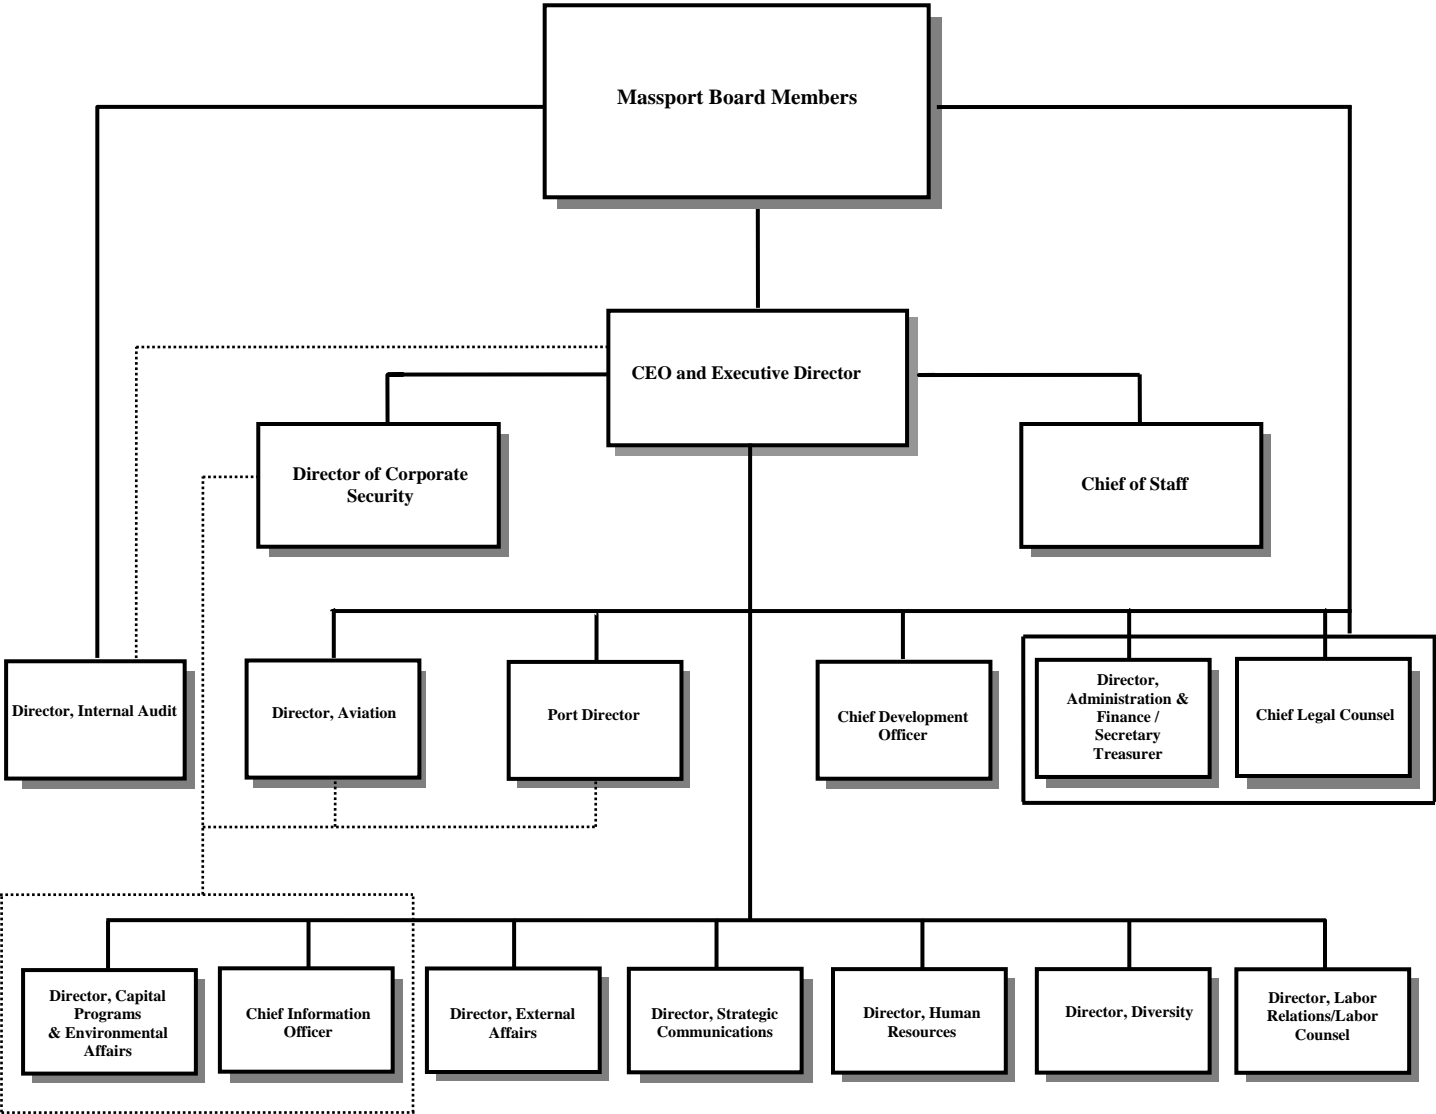 Massport Board Members
CEO and Executive Director
Director of Corporate
Security
Chief of Staff
Director, Internal Audit
Director, Aviation
Port Director
Chief Development
Officer
Director,
Administration &
Finance /
Secretary
Treasurer
Chief Legal Counsel
Director, Capital
Programs
& Environmental
Affairs
Chief Information
Officer
Director, External
Affairs
Director, Strategic
Communications
Director, Human
Resources
Director, Diversity
Director, Labor
Relations/Labor
Counsel